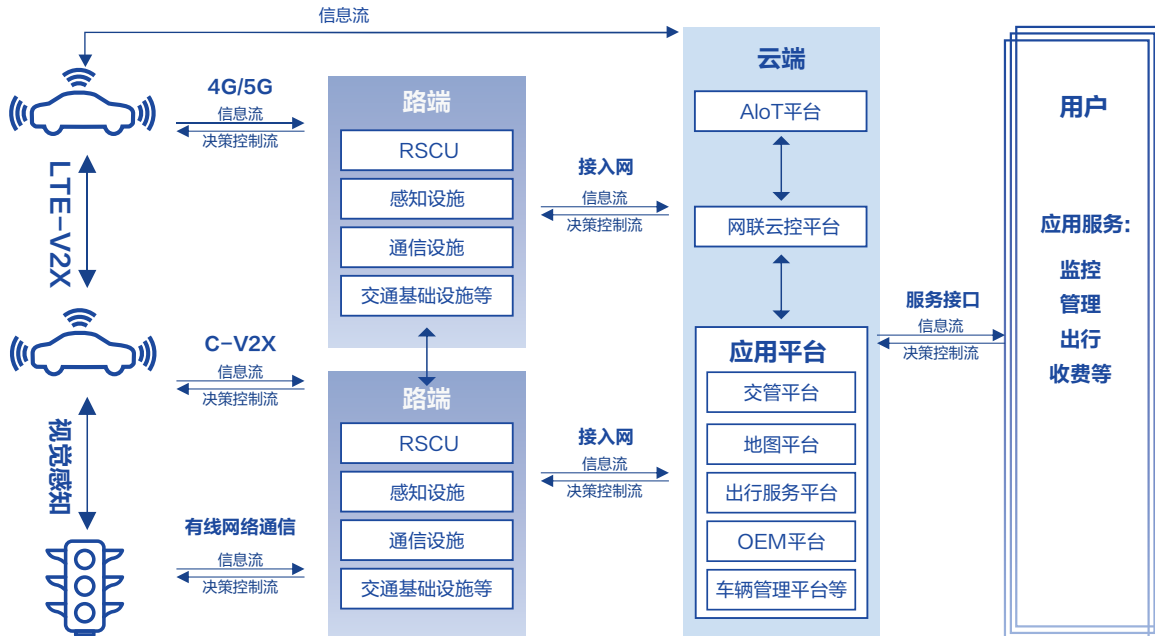 信息流
4G/5G
信息流
决策控制流
LTE-V2X
C-V2X
信息流
决策控制流
视觉感知
有线网络通信
信息流
决策控制流
路端
RSCU
感知设施
通信设施
交通基础设施等
路端
RSCU
感知设施
通信设施
交通基础设施等
接入网
信息流
决策控制流
接入网
信息流
决策控制流
云端
AIoT平台
网联云控平台
应用平台
交管平台
地图平台
出行服务平台
OEM平台
车辆管理平台等
服务接口
信息流
决策控制流
用户
应用服务:
监控
管理
出行
收费等